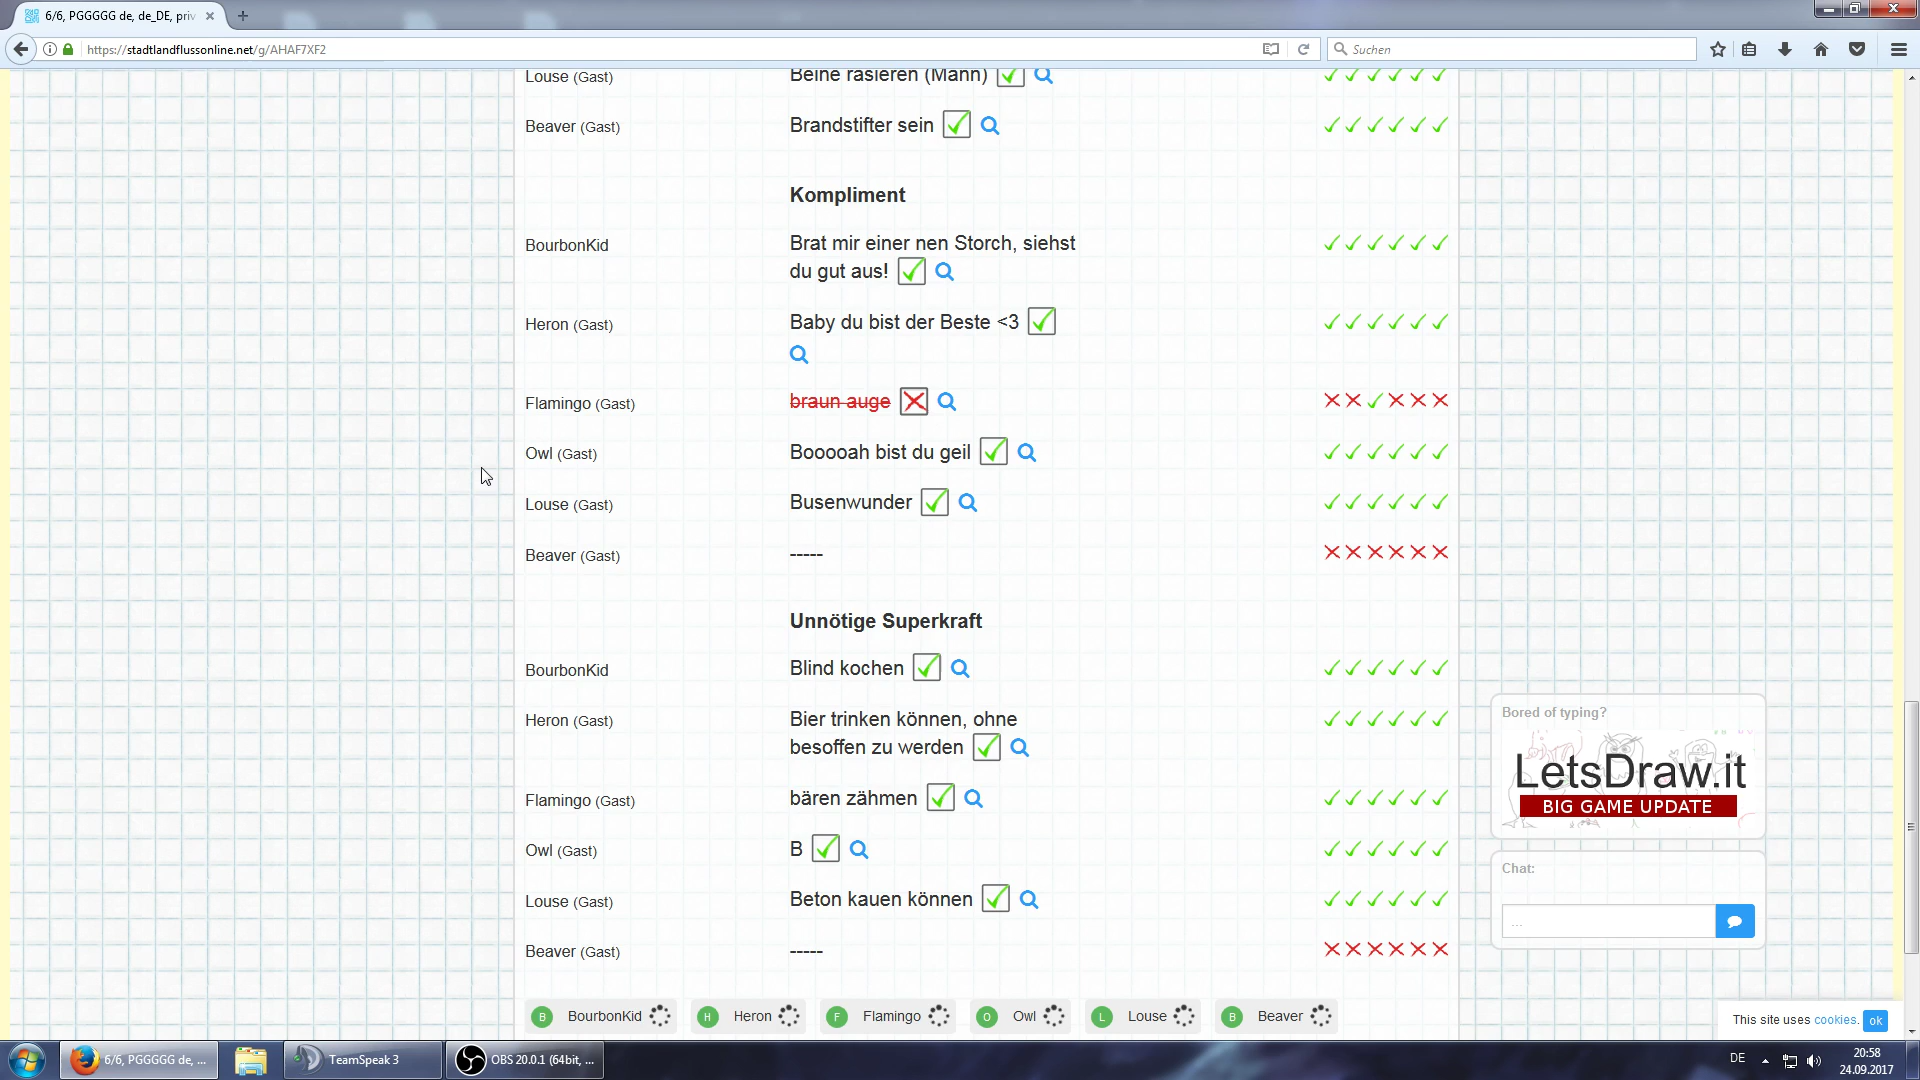 6/6, PGGGGG de, de_DE, priv
https://stadtlandflussonline.net/g/AHAF7XF2
Suchen
Louse (Gast) Beine rasieren (Mann)
Beaver (Gast) Brandstifter sein
Kompliment
BourbonKid Brat mir einer nen Storch, siehst
du gut aus!
Heron (Gast) Baby du bist der Beste <3
Flamingo (Gast) braun auge
Owl (Gast) Booooah bist du geil
Louse (Gast) Busenwunder
Beaver (Gast) -----
Unnötige Superkraft
BourbonKid Blind kochen
Heron (Gast) Bier trinken können, ohne
besoffen zu werden
Flamingo (Gast) bären zähmen
Owl (Gast) B
Louse (Gast) Beton kauen können
Beaver (Gast) -----
Bored of typing?
LetsDraw.it
BIG GAME UPDATE
Chat:
...
B BourbonKid H Heron F Flamingo O Owl L Louse B Beaver
This site uses cookies. ok
6/6, PGGGGG de, ...
TeamSpeak 3
OBS 20.0.1 (64bit, ...
DE
20:58
24.09.2017